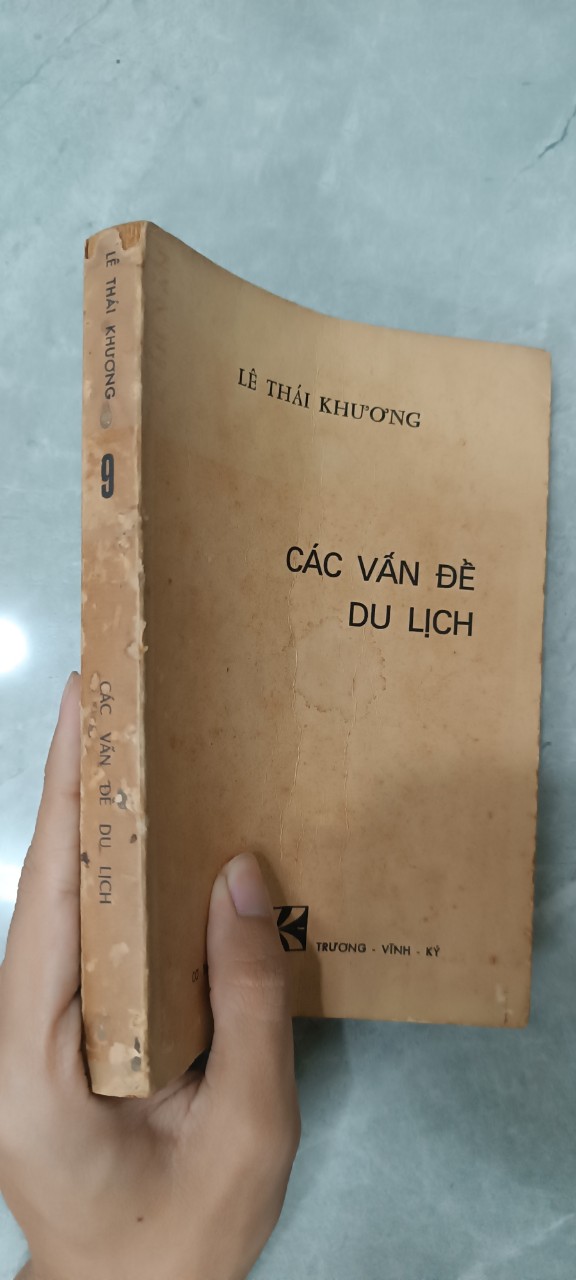 LÊ THÁI KHƯƠNG
9
CÁC VẤN ĐỀ DU LỊCH
LÊ THÁI KHƯƠNG
CÁC VẤN ĐỀ
DU LỊCH
TRƯƠNG - VĨNH - KÝ